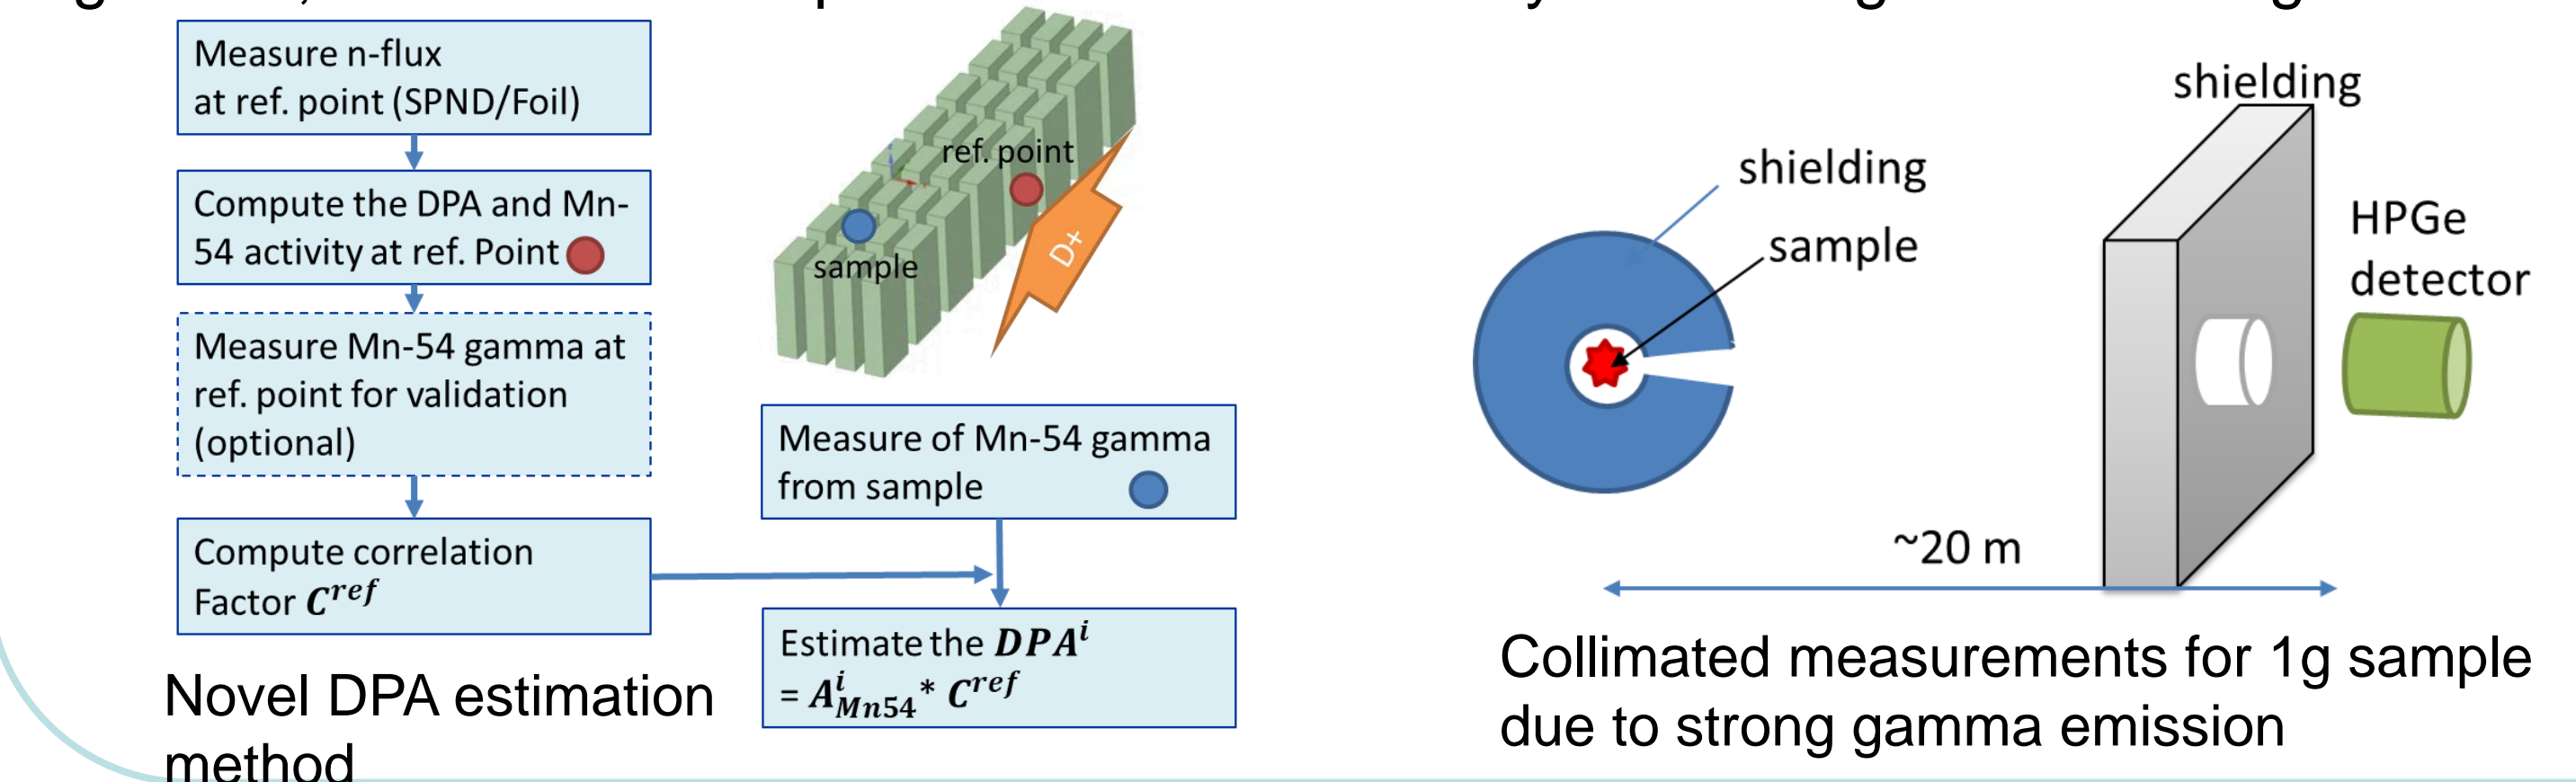 Measure n-flux
at ref. point (SPND/Foil)
Compute the DPA and Mn-
54 activity at ref. Point
Measure Mn-54 gamma at
ref. point for validation
(optional)
Compute correlation
Factor C^ref
Novel DPA estimation
method
ref. point
sample
D+
Measure of Mn-54 gamma
from sample
Estimate the DPA^i
= A^i_Mn54 * C^ref
shielding
shielding
sample
HPGe
detector
~20 m
Collimated measurements for 1g sample
due to strong gamma emission